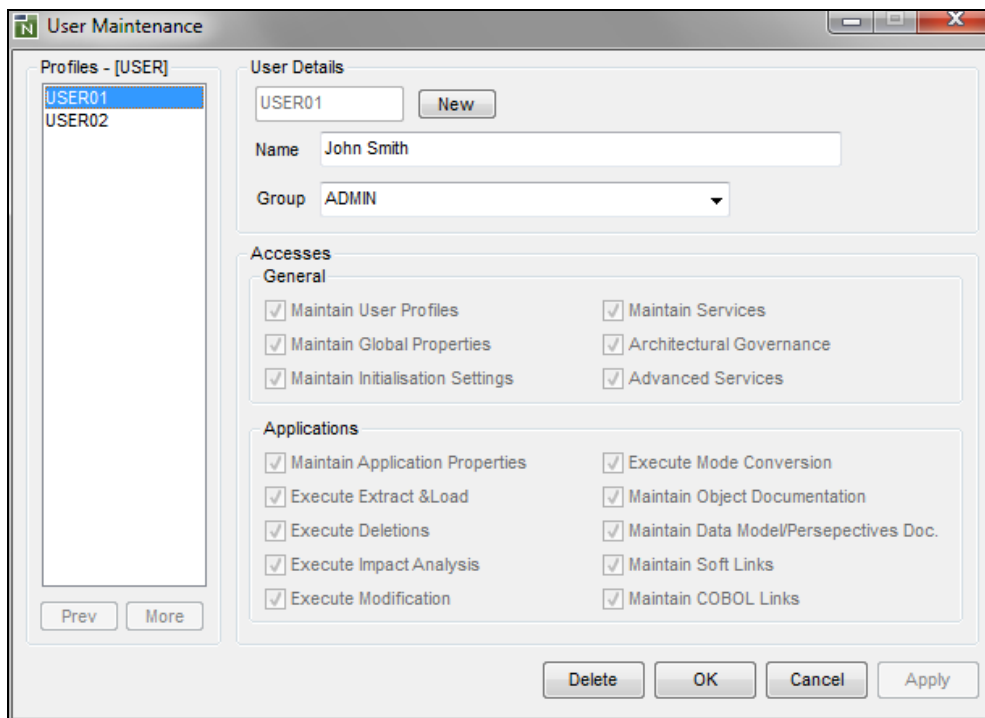 N User Maintenance
Profiles - [USER]
USER01
USER02
Prev More
User Details
USER01 New
Name John Smith
Group ADMIN
Accesses
General
Maintain User Profiles Maintain Services
Maintain Global Properties Architectural Governance
Maintain Initialisation Settings Advanced Services
Applications
Maintain Application Properties Execute Mode Conversion
Execute Extract &Load Maintain Object Documentation
Execute Deletions Maintain Data Model/Persepectives Doc.
Execute Impact Analysis Maintain Soft Links
Execute Modification Maintain COBOL Links
Delete OK Cancel Apply